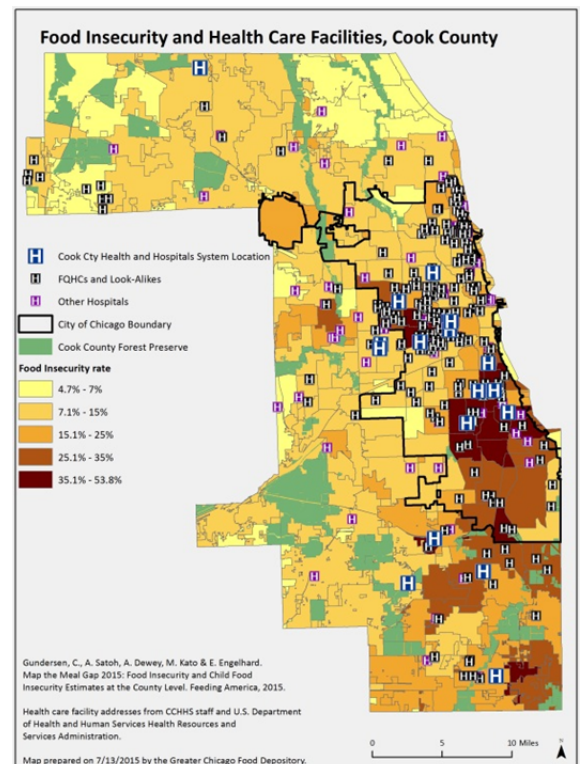 Food Insecurity and Health Care Facilities, Cook County
H Cook Cty Health and Hospitals System Location
H FQHCs and Look-Alikes
H Other Hospitals
City of Chicago Boundary
Cook County Forest Preserve
Food Insecurity rate
4.7% - 7%
7.1% - 15%
15.1% - 25%
25.1% - 35%
35.1% - 53.8%
Gundersen, C., A. Satoh, A. Dewey, M. Kato & E. Engelhard.
Map the Meal Gap 2015: Food Insecurity and Child Food
Insecurity Estimates at the County Level. Feeding America, 2015.
Health care facility addresses from CCHHS staff and U.S. Department
of Health and Human Services Health Resources and
Services Administration.
Map prepared on 7/13/2015 by the Greater Chicago Food Depository.
0 5 10 Miles
N